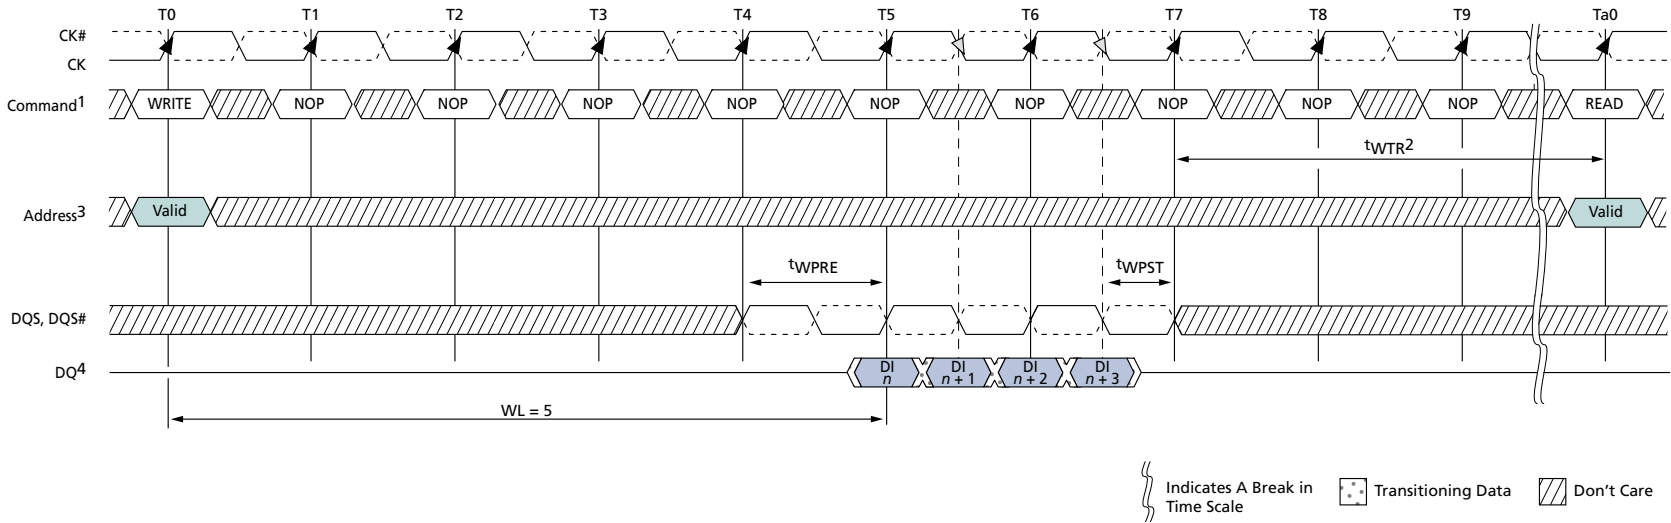 T0 T1 T2 T3 T4 T5 T6 T7 T8 T9 Ta0
CK#
CK
Command1 WRITE NOP NOP NOP NOP NOP NOP NOP NOP NOP READ
tWTR2
Address3 Valid Valid
tWPRE tWPST
DQS, DQS#
DQ4 DI n DI n + 1 DI n + 2 DI n + 3
WL = 5
Indicates A Break in
Time Scale
Transitioning Data
Don't Care